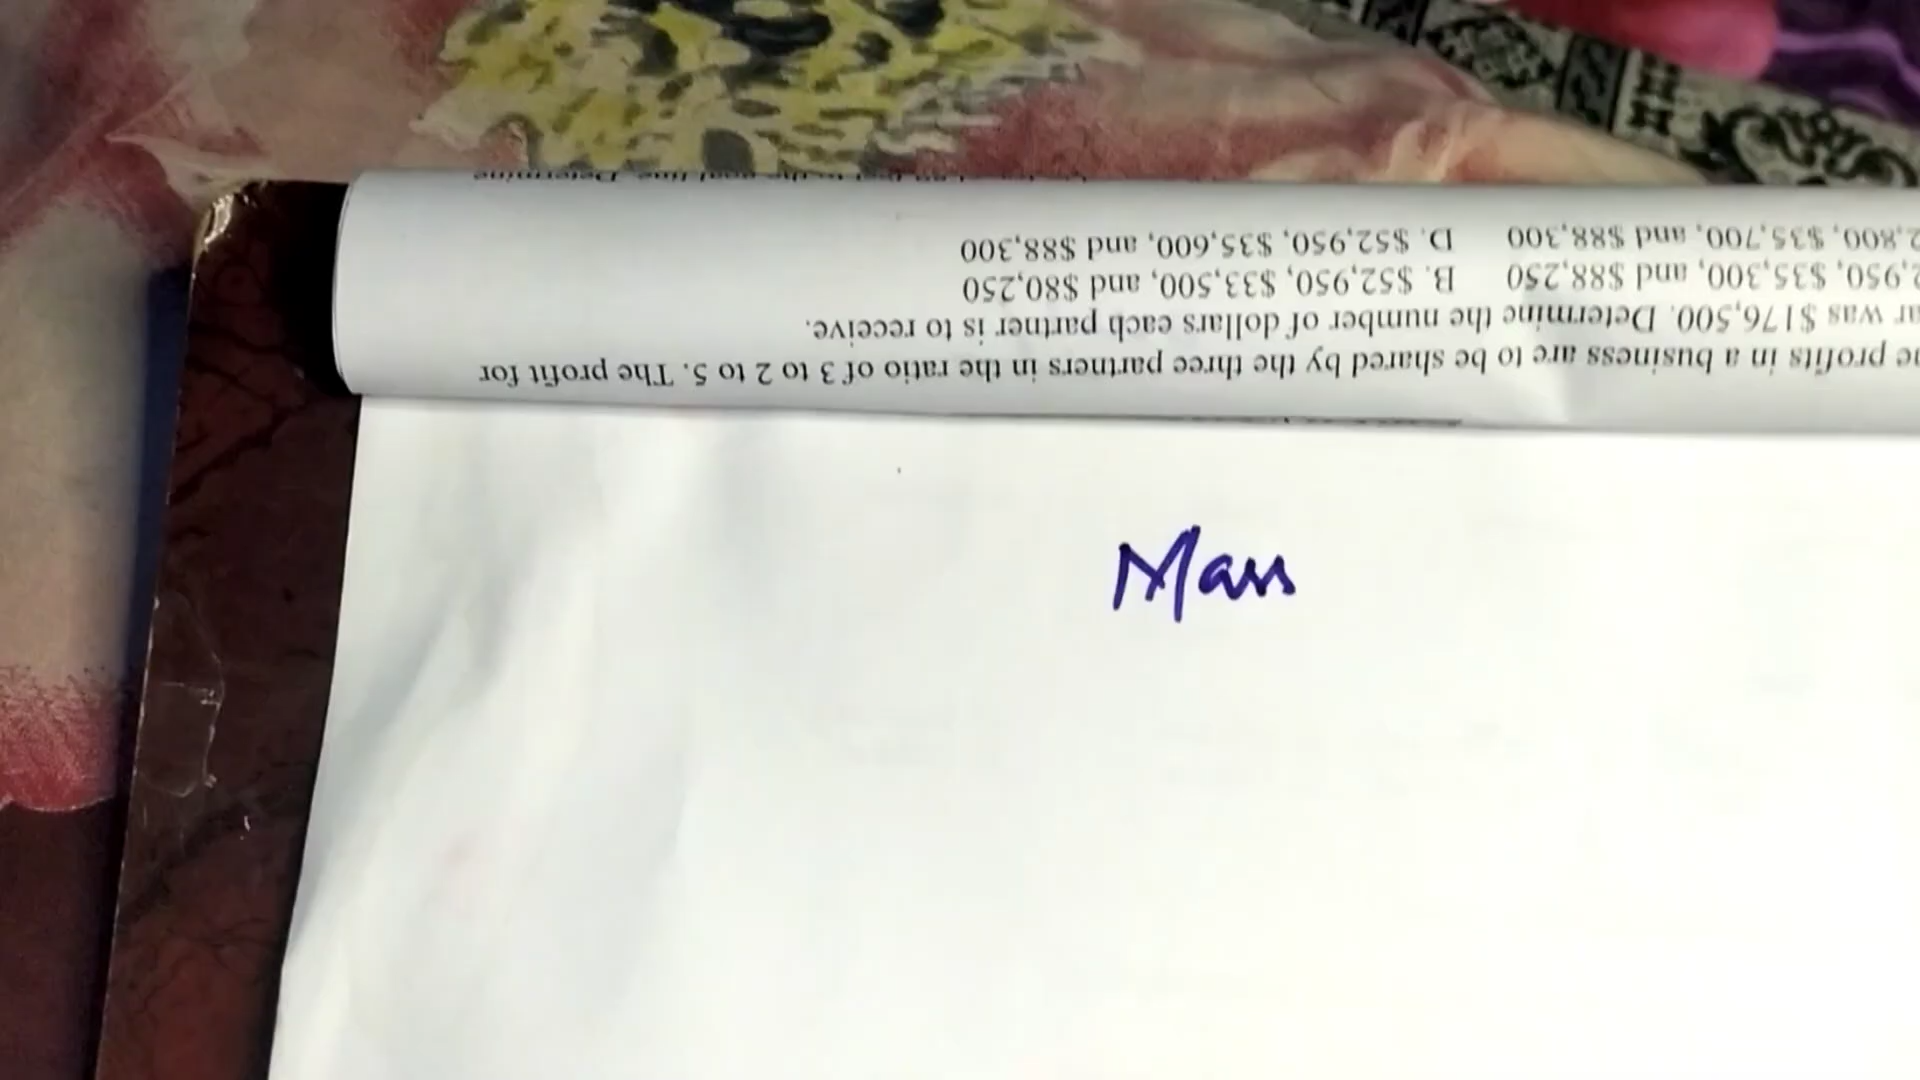 ne profits in a business are to be shared by the three partners in the ratio of 3 to 2 to 5. The profit for
ar was $176,500. Determine the number of dollars each partner is to receive.
2,950, $35,300, and $88,250 B. $52,950, $33,500, and $80,250
2,800, $35,700, and $88,300 D. $52,950, $35,600, and $88,300
Mass